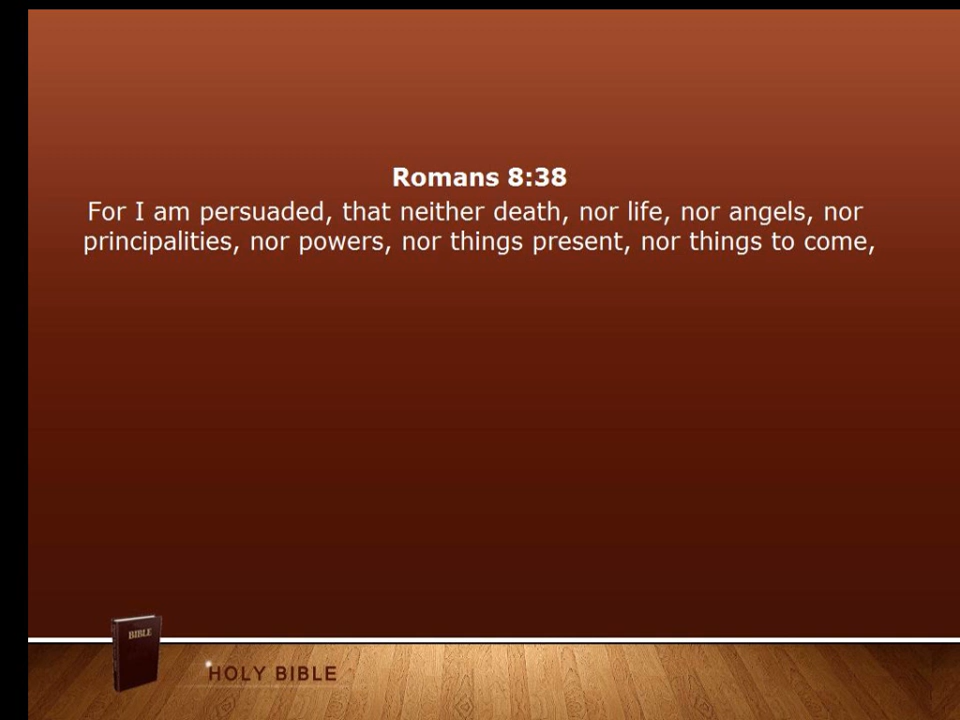 Romans 8:38
For I am persuaded, that neither death, nor life, nor angels, nor
principalities, nor powers, nor things present, nor things to come,
BIBLE
HOLY BIBLE